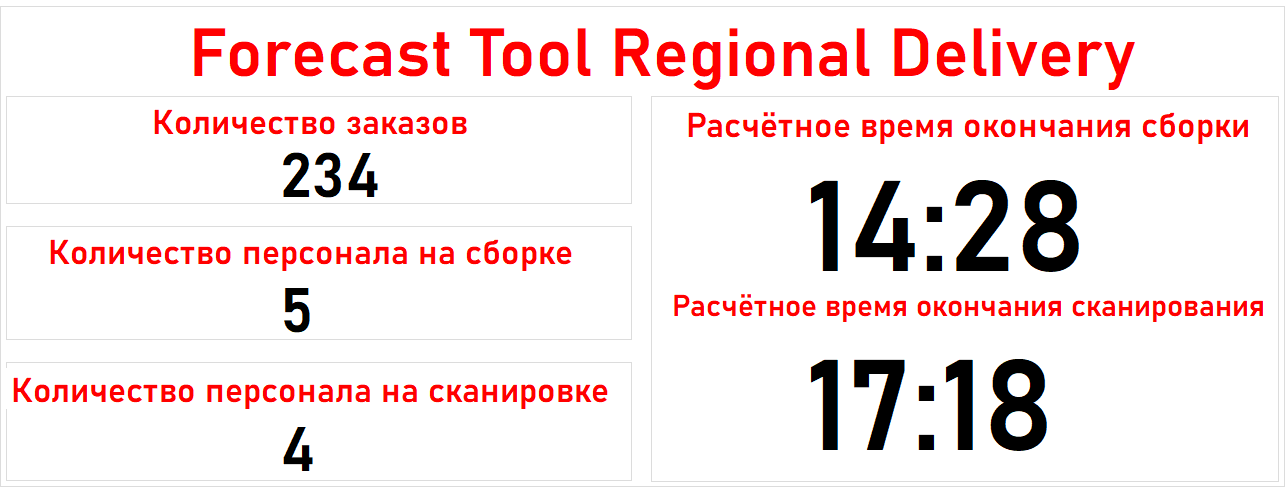 Forecast Tool Regional Delivery
Количество заказов
234
Количество персонала на сборке
5
Количество персонала на сканировке
4
Расчётное время окончания сборки
14:28
Расчётное время окончания сканирования
17:18